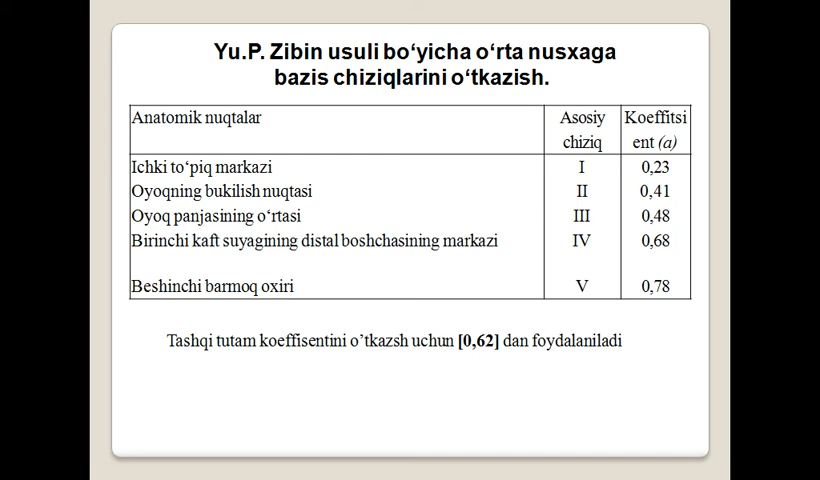 Yu.P. Zibin usuli bo‘yicha o‘rta nusxaga
bazis chiziqlarini o‘tkazish.
Anatomik nuqtalar Asosiy chiziq Koeffitsi ent (a)
Ichki to‘piq markazi I 0,23
Oyoqning bukilish nuqtasi II 0,41
Oyoq panjasining o‘rtasi III 0,48
Birinchi kaft suyagining distal boshchasining markazi IV 0,68
Beshinchi barmoq oxiri V 0,78
Tashqi tutam koeffisentini o’tkazsh uchun [0,62] dan foydalaniladi